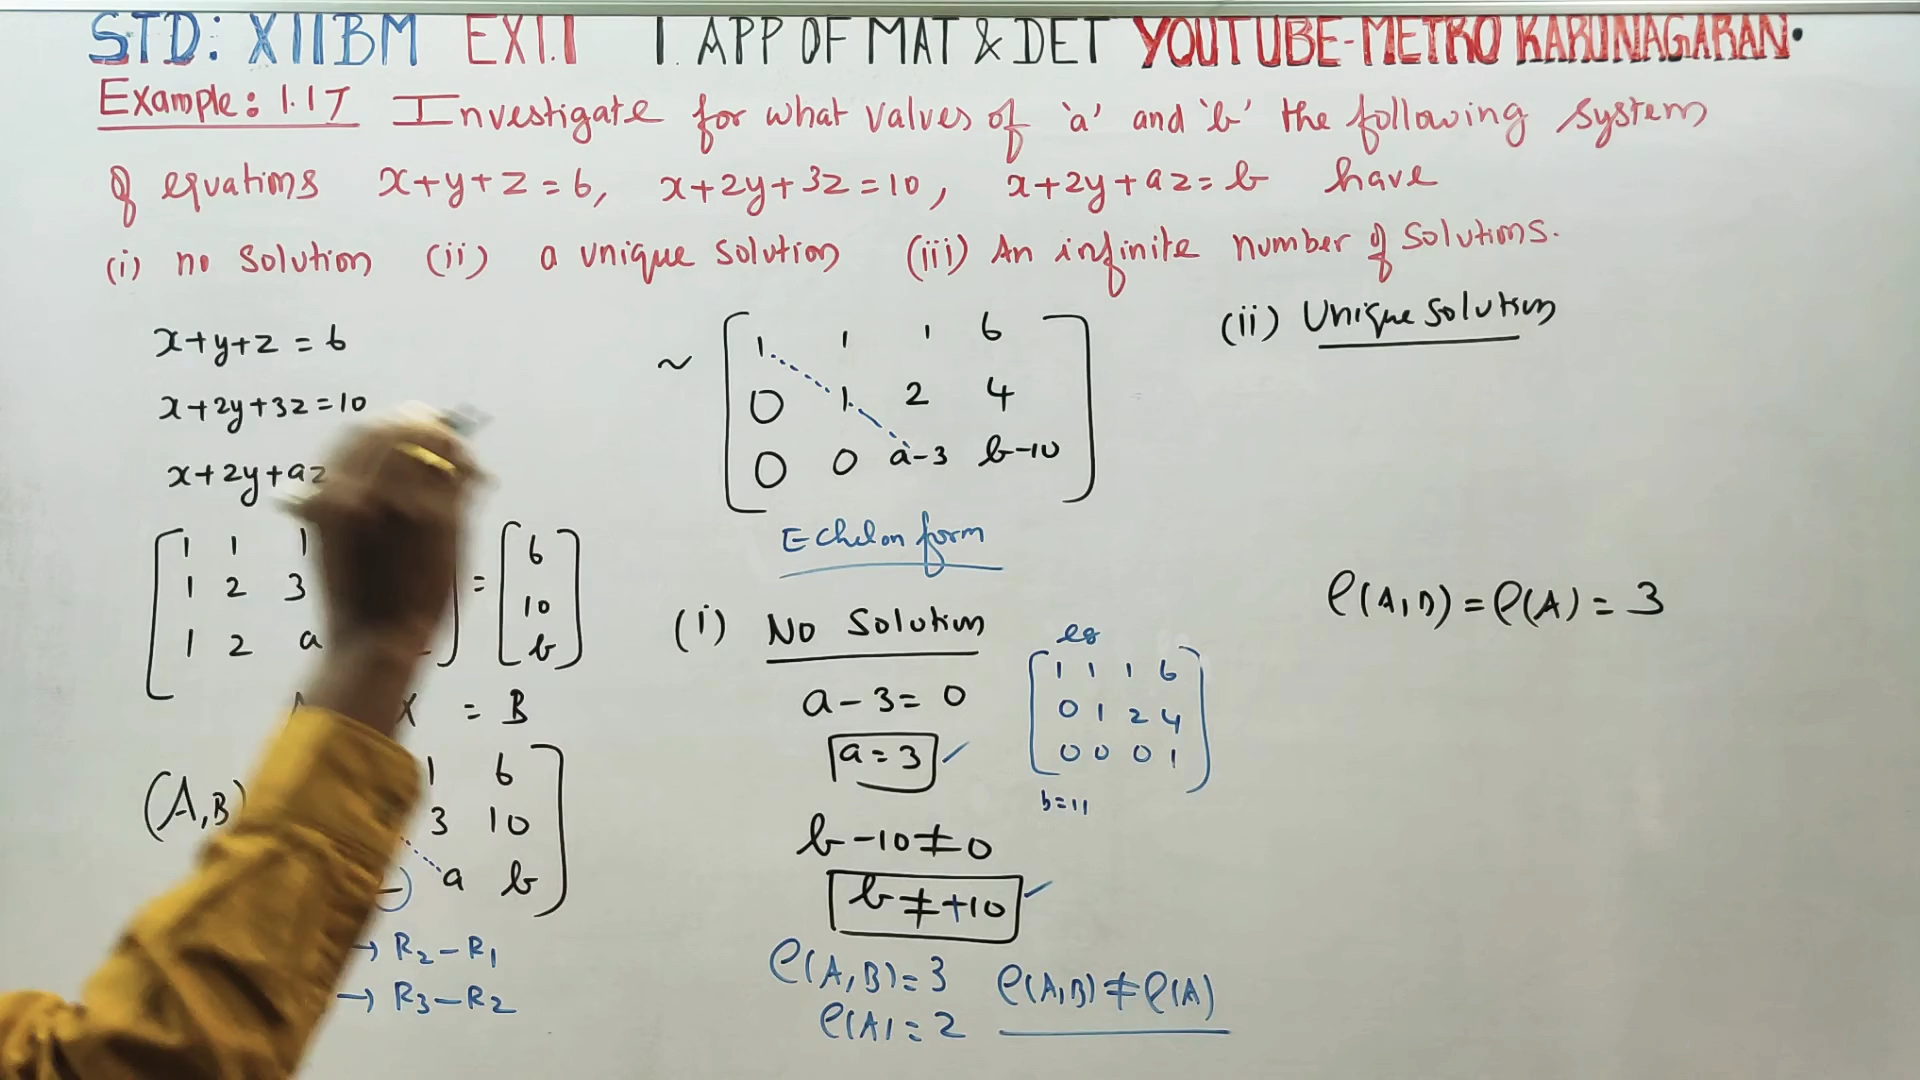 STD: XIIBM EX1.1 1. APP OF MAT & DET YOUTUBE-METRO KARUNAGARAN.
Example: 1.17 Investigate for what values of 'a' and 'b' the following system
of equations x+y+z=6, x+2y+3z=10, x+2y+az=b have
(i) no solution (ii) a unique solution (iii) An infinite number of solutions.
x+y+z=6
x+2y+3z=10
x+2y+az
1 1 1 = 6
1 2 3 10
1 2 a b
X = B
(A,B) 1 6
3 10
a b
→ R2-R1
→ R3-R2
~ 1 1 1 6
0 1 2 4
0 0 a-3 b-10
Echelon form
(i) No Solution
a-3=0
a=3 ✓
b-10≠0
b≠+10 ✓
ρ(A,B)=3
ρ(A)=2
ρ(A,B)≠ρ(A)
eg
1 1 1 6
0 1 2 4
0 0 0 1
b=11
(ii) Unique solution
ρ(A,B)=ρ(A)=3